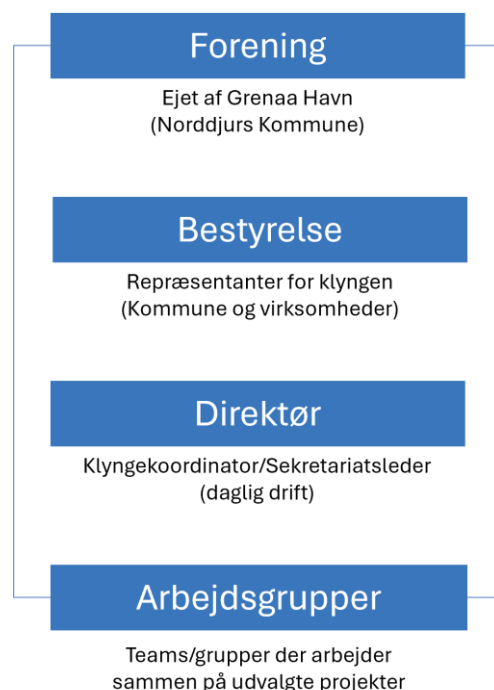 Forening
Ejet af Grenaa Havn
(Norddjurs Kommune)
Bestyrelse
Repræsentanter for klyngen
(Kommune og virksomheder)
Direktør
Klyngekoordinator/Sekretariatsleder
(daglig drift)
Arbejdsgrupper
Teams/grupper der arbejder
sammen på udvalgte projekter